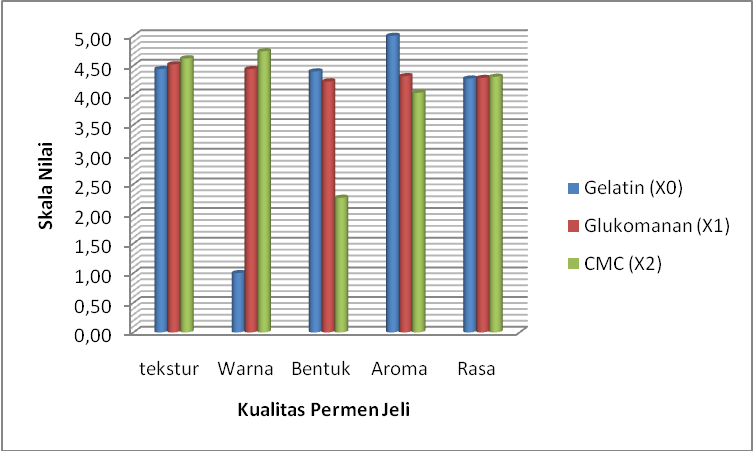 5,00
4,50
4,00
3,50
3,00
2,50
2,00
1,50
1,00
0,50
0,00
Skala Nilai
tekstur Warna Bentuk Aroma Rasa
Kualitas Permen Jeli
Gelatin (X0)
Glukomanan (X1)
CMC (X2)